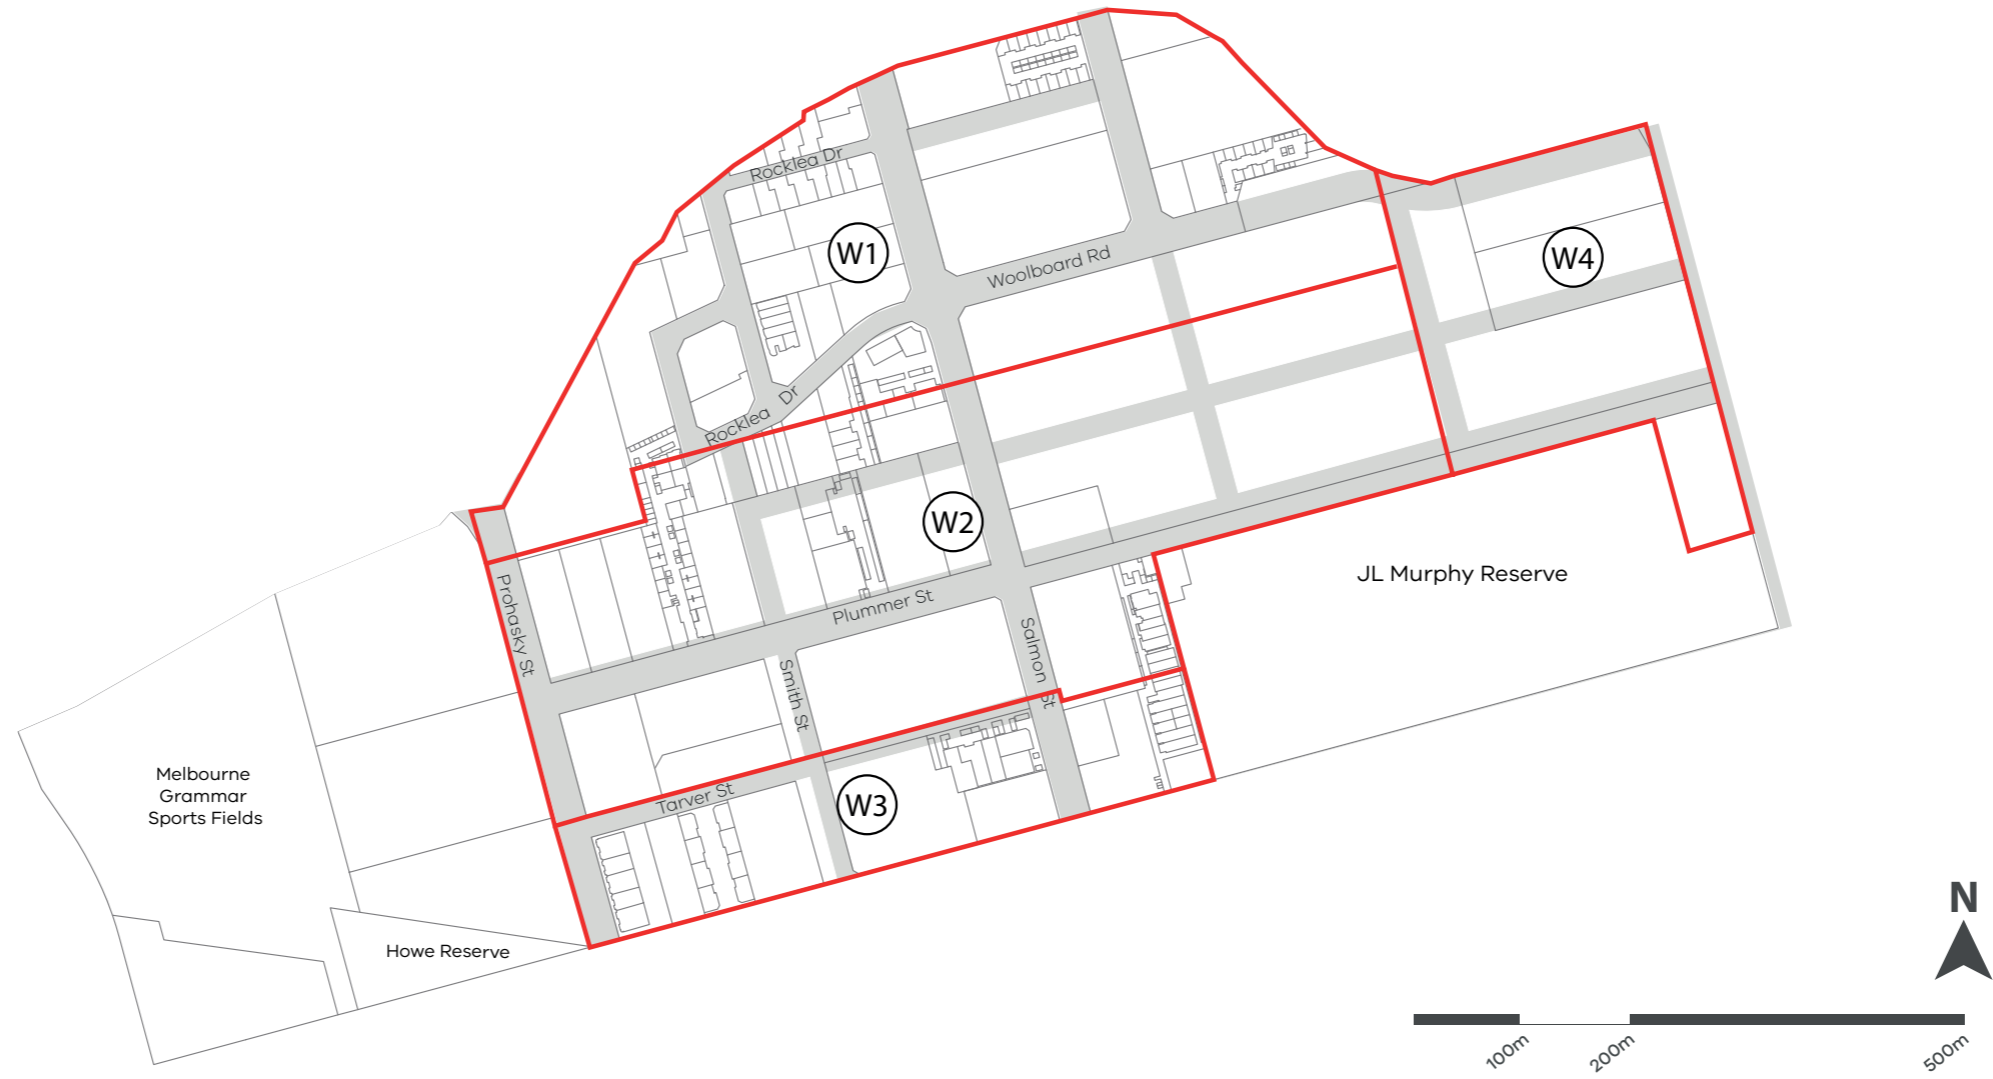 Rocklea Dr
W1
Woolboard Rd
W4
Rocklea Dr
W2
JL Murphy Reserve
Prohasky St
Plummer St
Salmon St
Smith St
Melbourne
Grammar
Sports Fields
Tarver St
W3
Howe Reserve
N
100m
200m
500m